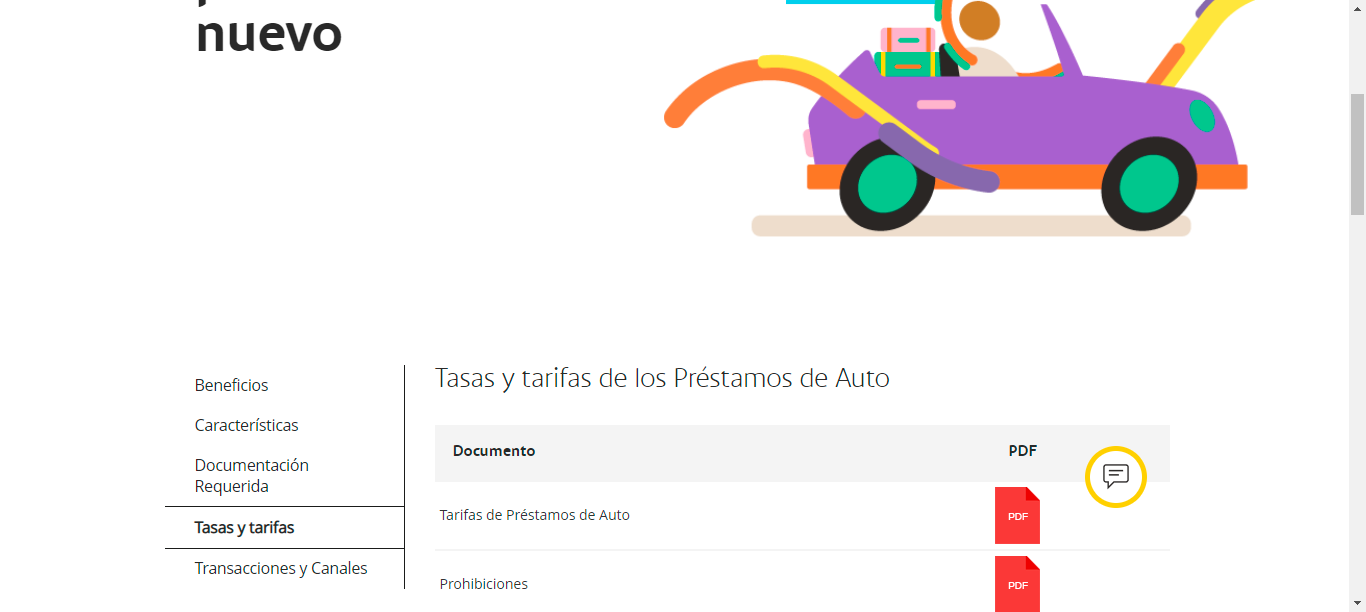 nuevo
Beneficios
Características
Documentación
Requerida
Tasas y tarifas
Transacciones y Canales
Tasas y tarifas de los Préstamos de Auto
Documento PDF
Tarifas de Préstamos de Auto PDF
Prohibiciones PDF